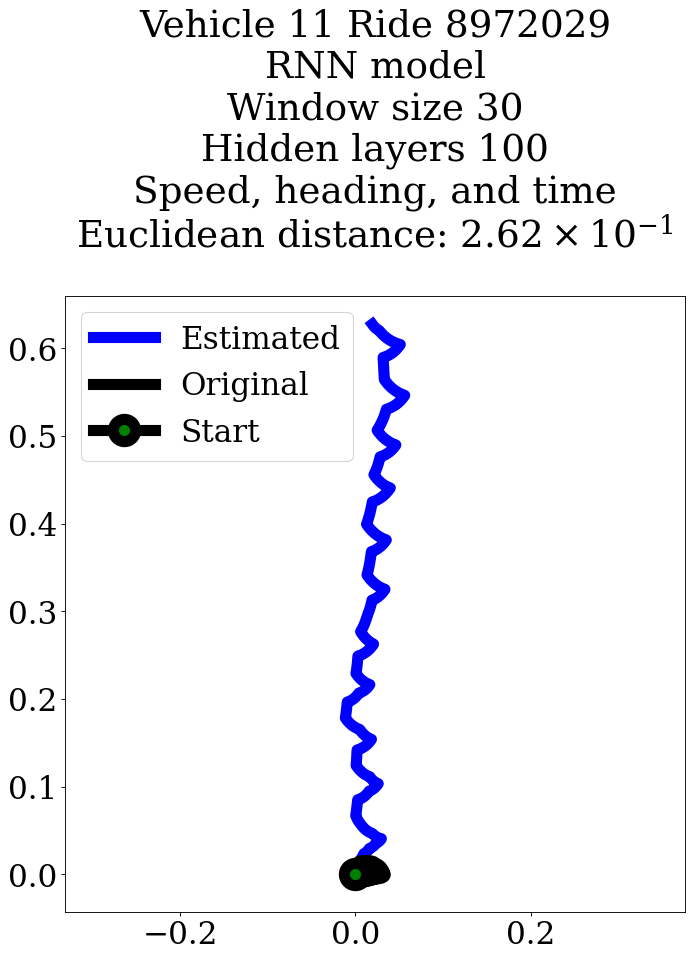 Vehicle 11 Ride 8972029
RNN model
Window size 30
Hidden layers 100
Speed, heading, and time
Euclidean distance: 2.62 × 10⁻¹
Estimated
Original
Start
0.6
0.5
0.4
0.3
0.2
0.1
0.0
−0.2 0.0 0.2